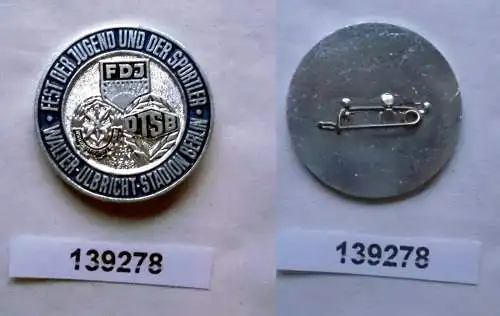 • FEST DER JUGEND UND DER SPORTLER •
WALTER-ULBRICHT-STADION BERLIN
FDJ
DTSB
139278
139278